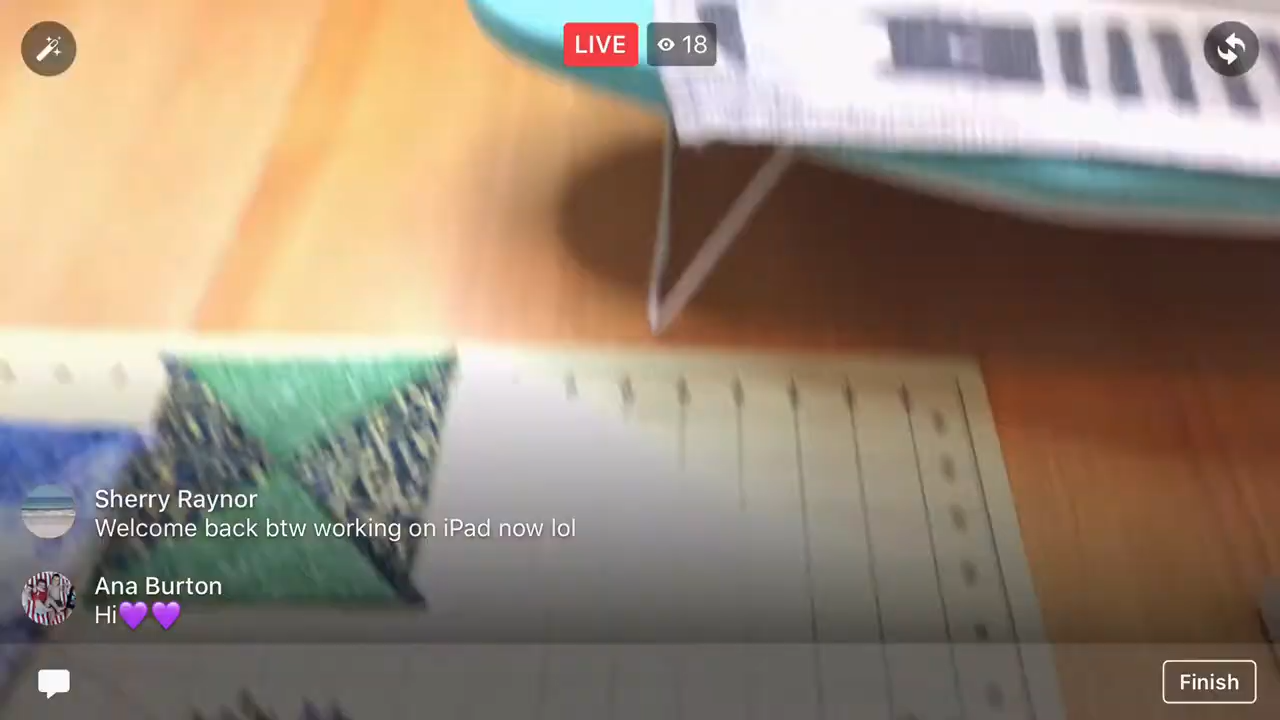 LIVE 18
Sherry Raynor
Welcome back btw working on iPad now lol
Ana Burton
Hi💜💜
Finish